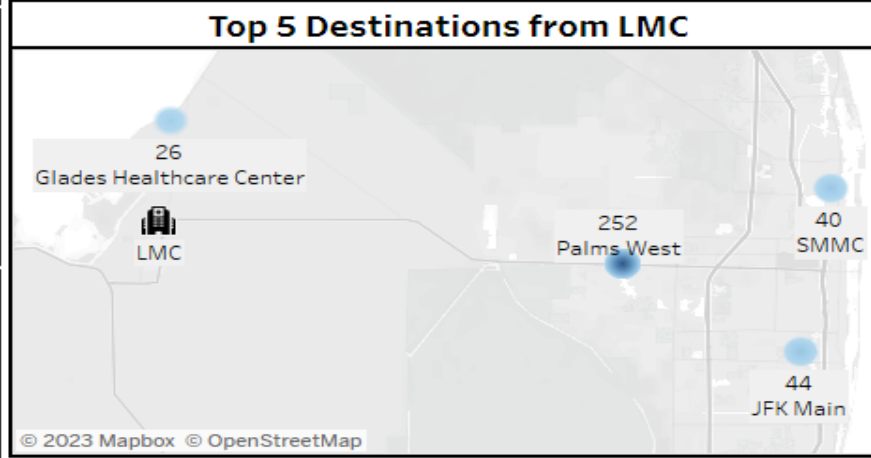 Top 5 Destinations from LMC
26
Glades Healthcare Center
LMC
252
Palms West
40
SMMC
44
JFK Main
© 2023 Mapbox © OpenStreetMap